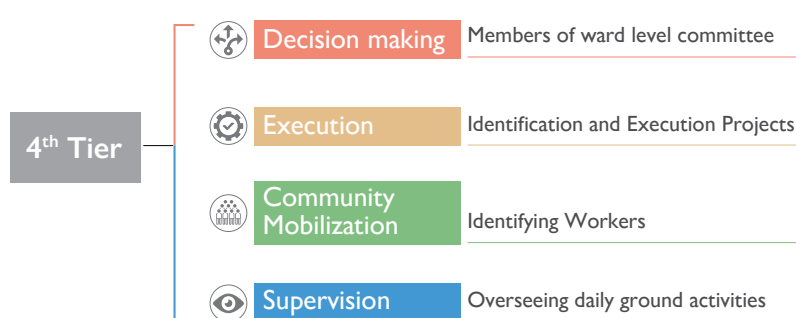 4th Tier
Decision making
Members of ward level committee
Execution
Identification and Execution Projects
Community
Mobilization
Identifying Workers
Supervision
Overseeing daily ground activities